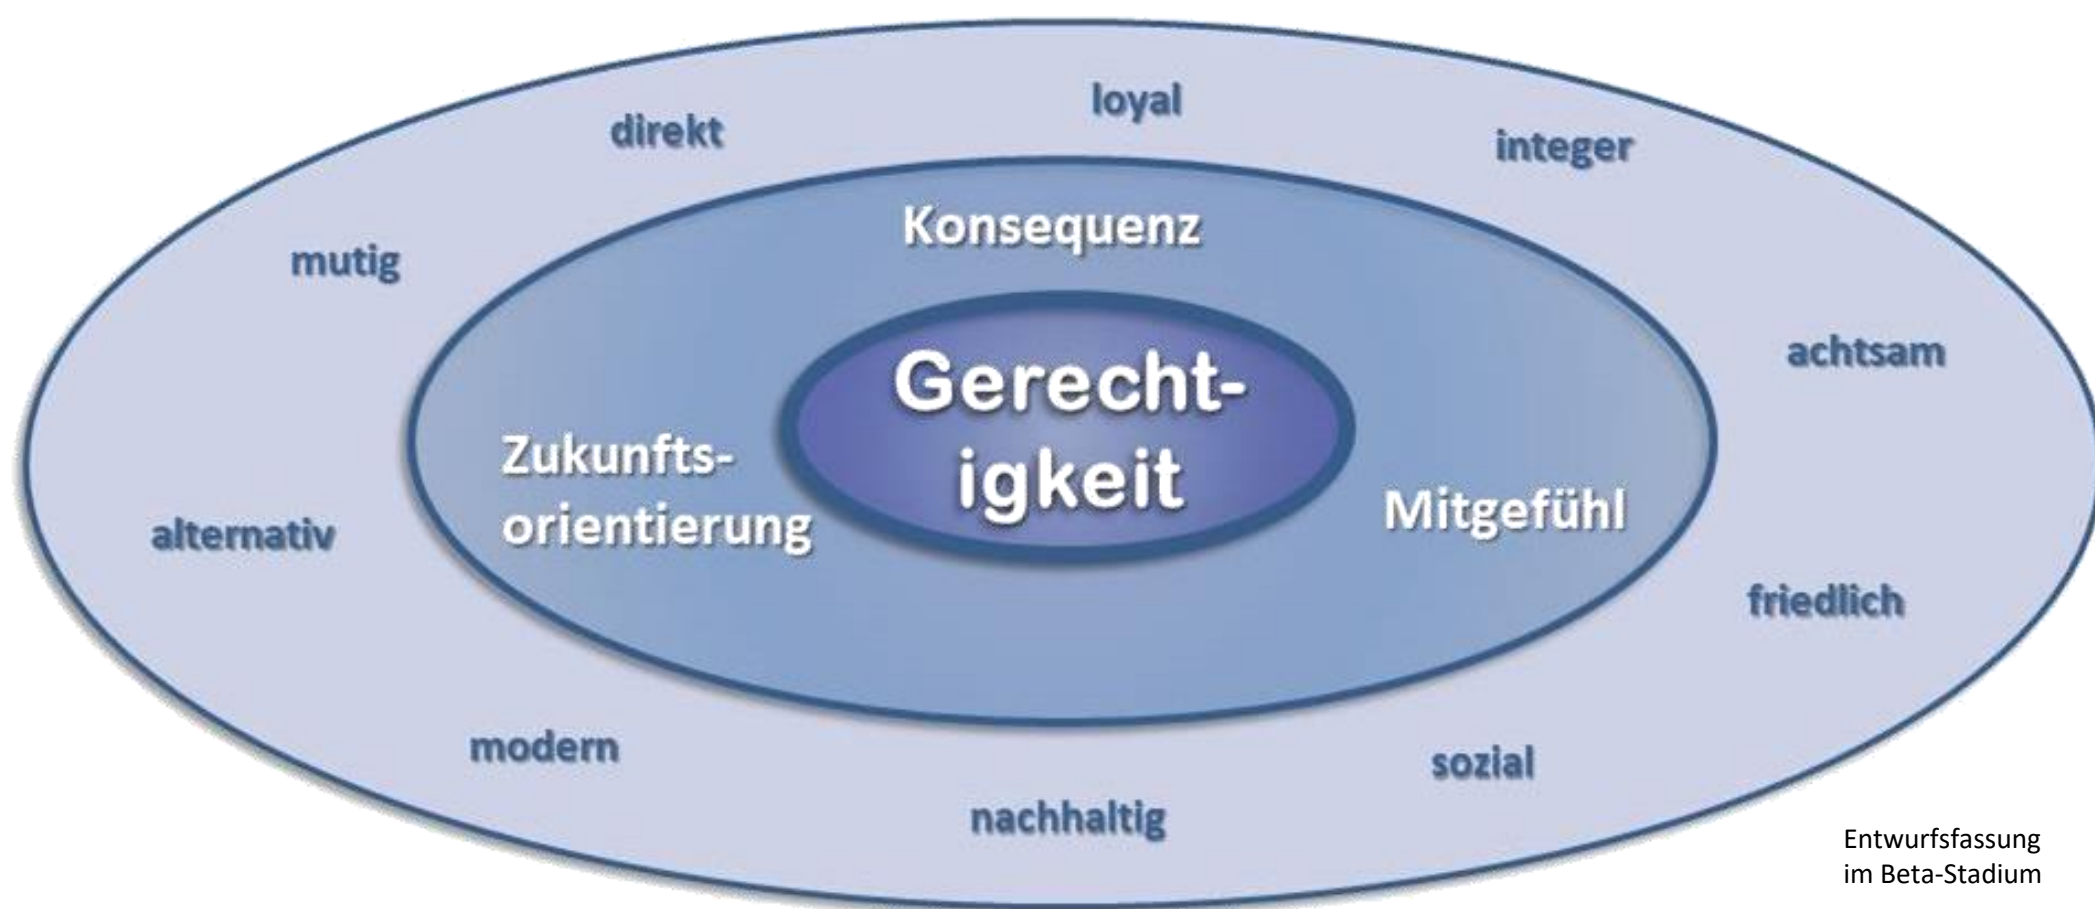 loyal
direkt
integer
Konsequenz
mutig
achtsam
Gerecht-
igkeit
Zukunfts-
orientierung
Mitgefühl
alternativ
friedlich
modern
sozial
nachhaltig
Entwurfsfassung
im Beta-Stadium